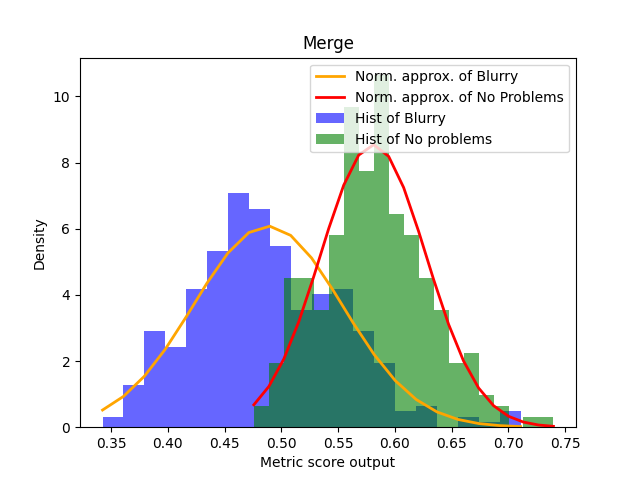 Merge
Norm. approx. of Blurry
Norm. approx. of No Problems
Hist of Blurry
Hist of No problems
Density
10
8
6
4
2
0
0.35 0.40 0.45 0.50 0.55 0.60 0.65 0.70 0.75
Metric score output